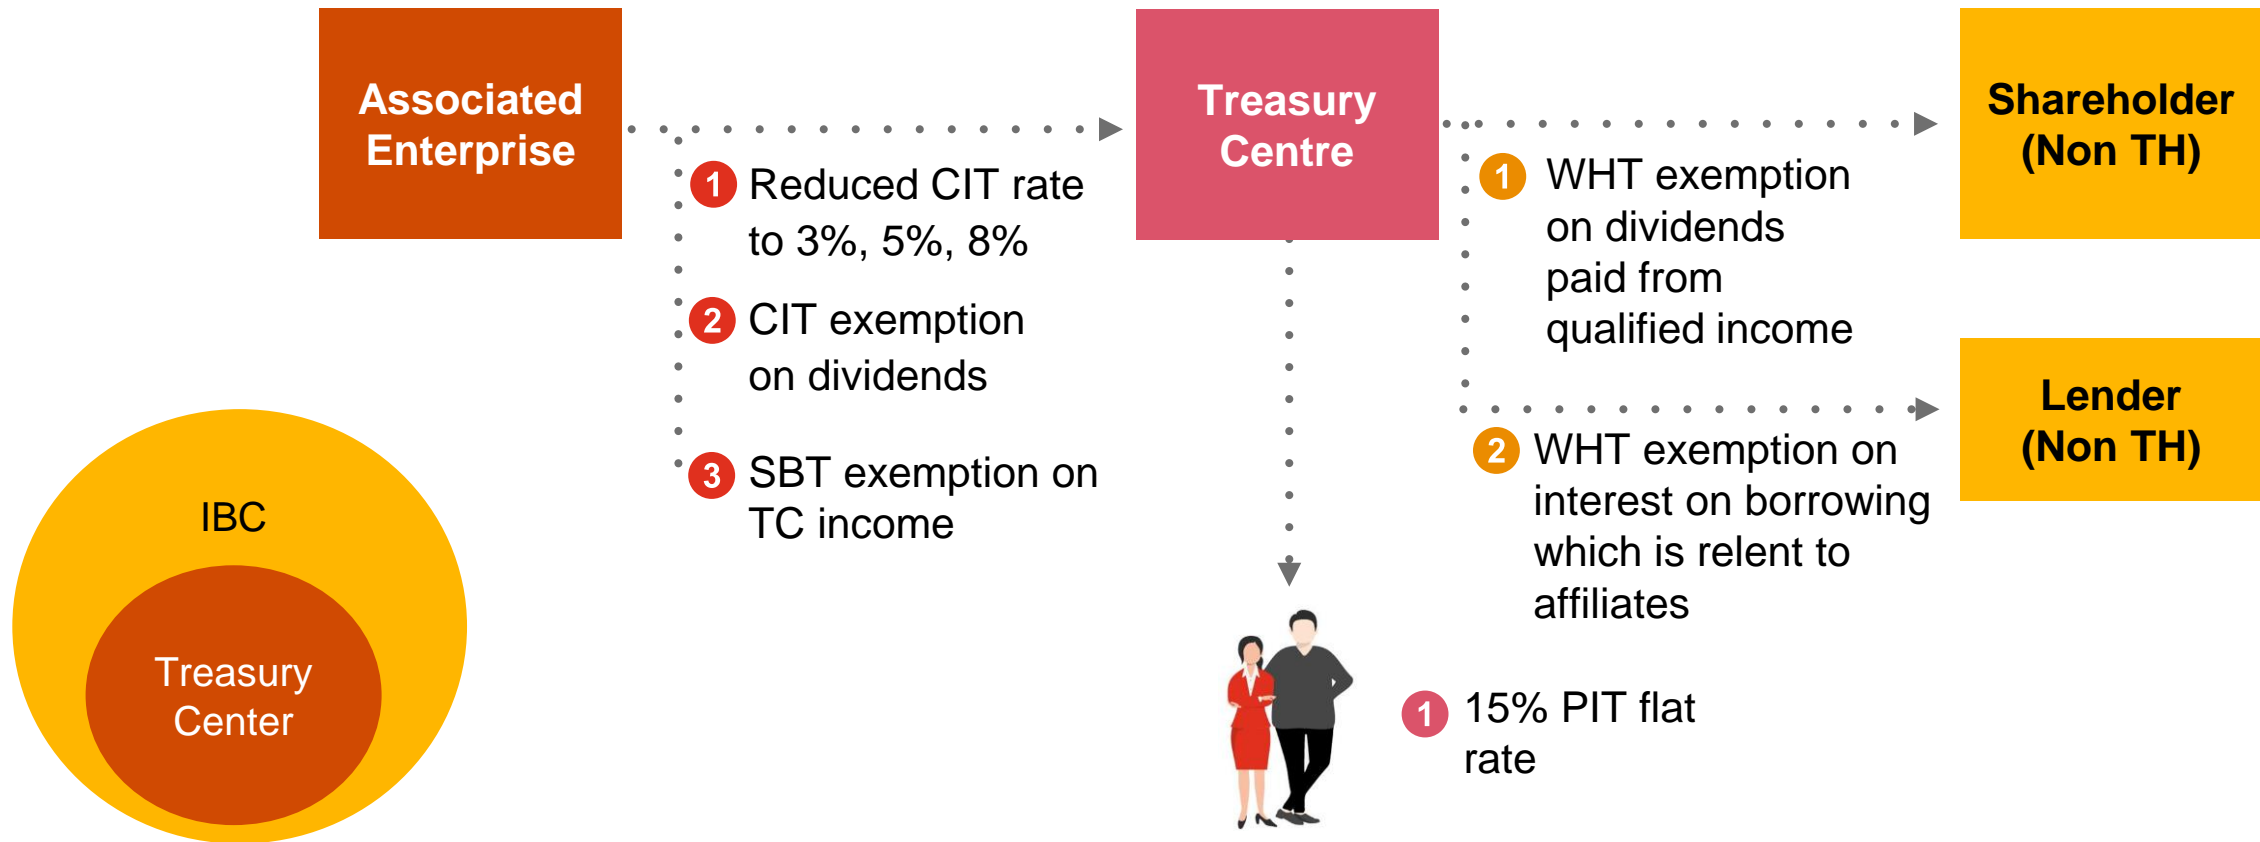 Associated
Enterprise
Treasury
Centre
Shareholder
(Non TH)
1 Reduced CIT rate
to 3%, 5%, 8%
2 CIT exemption
on dividends
3 SBT exemption on
TC income
1 WHT exemption
on dividends
paid from
qualified income
Lender
(Non TH)
2 WHT exemption on
interest on borrowing
which is relent to
affiliates
IBC
Treasury
Center
1 15% PIT flat
rate